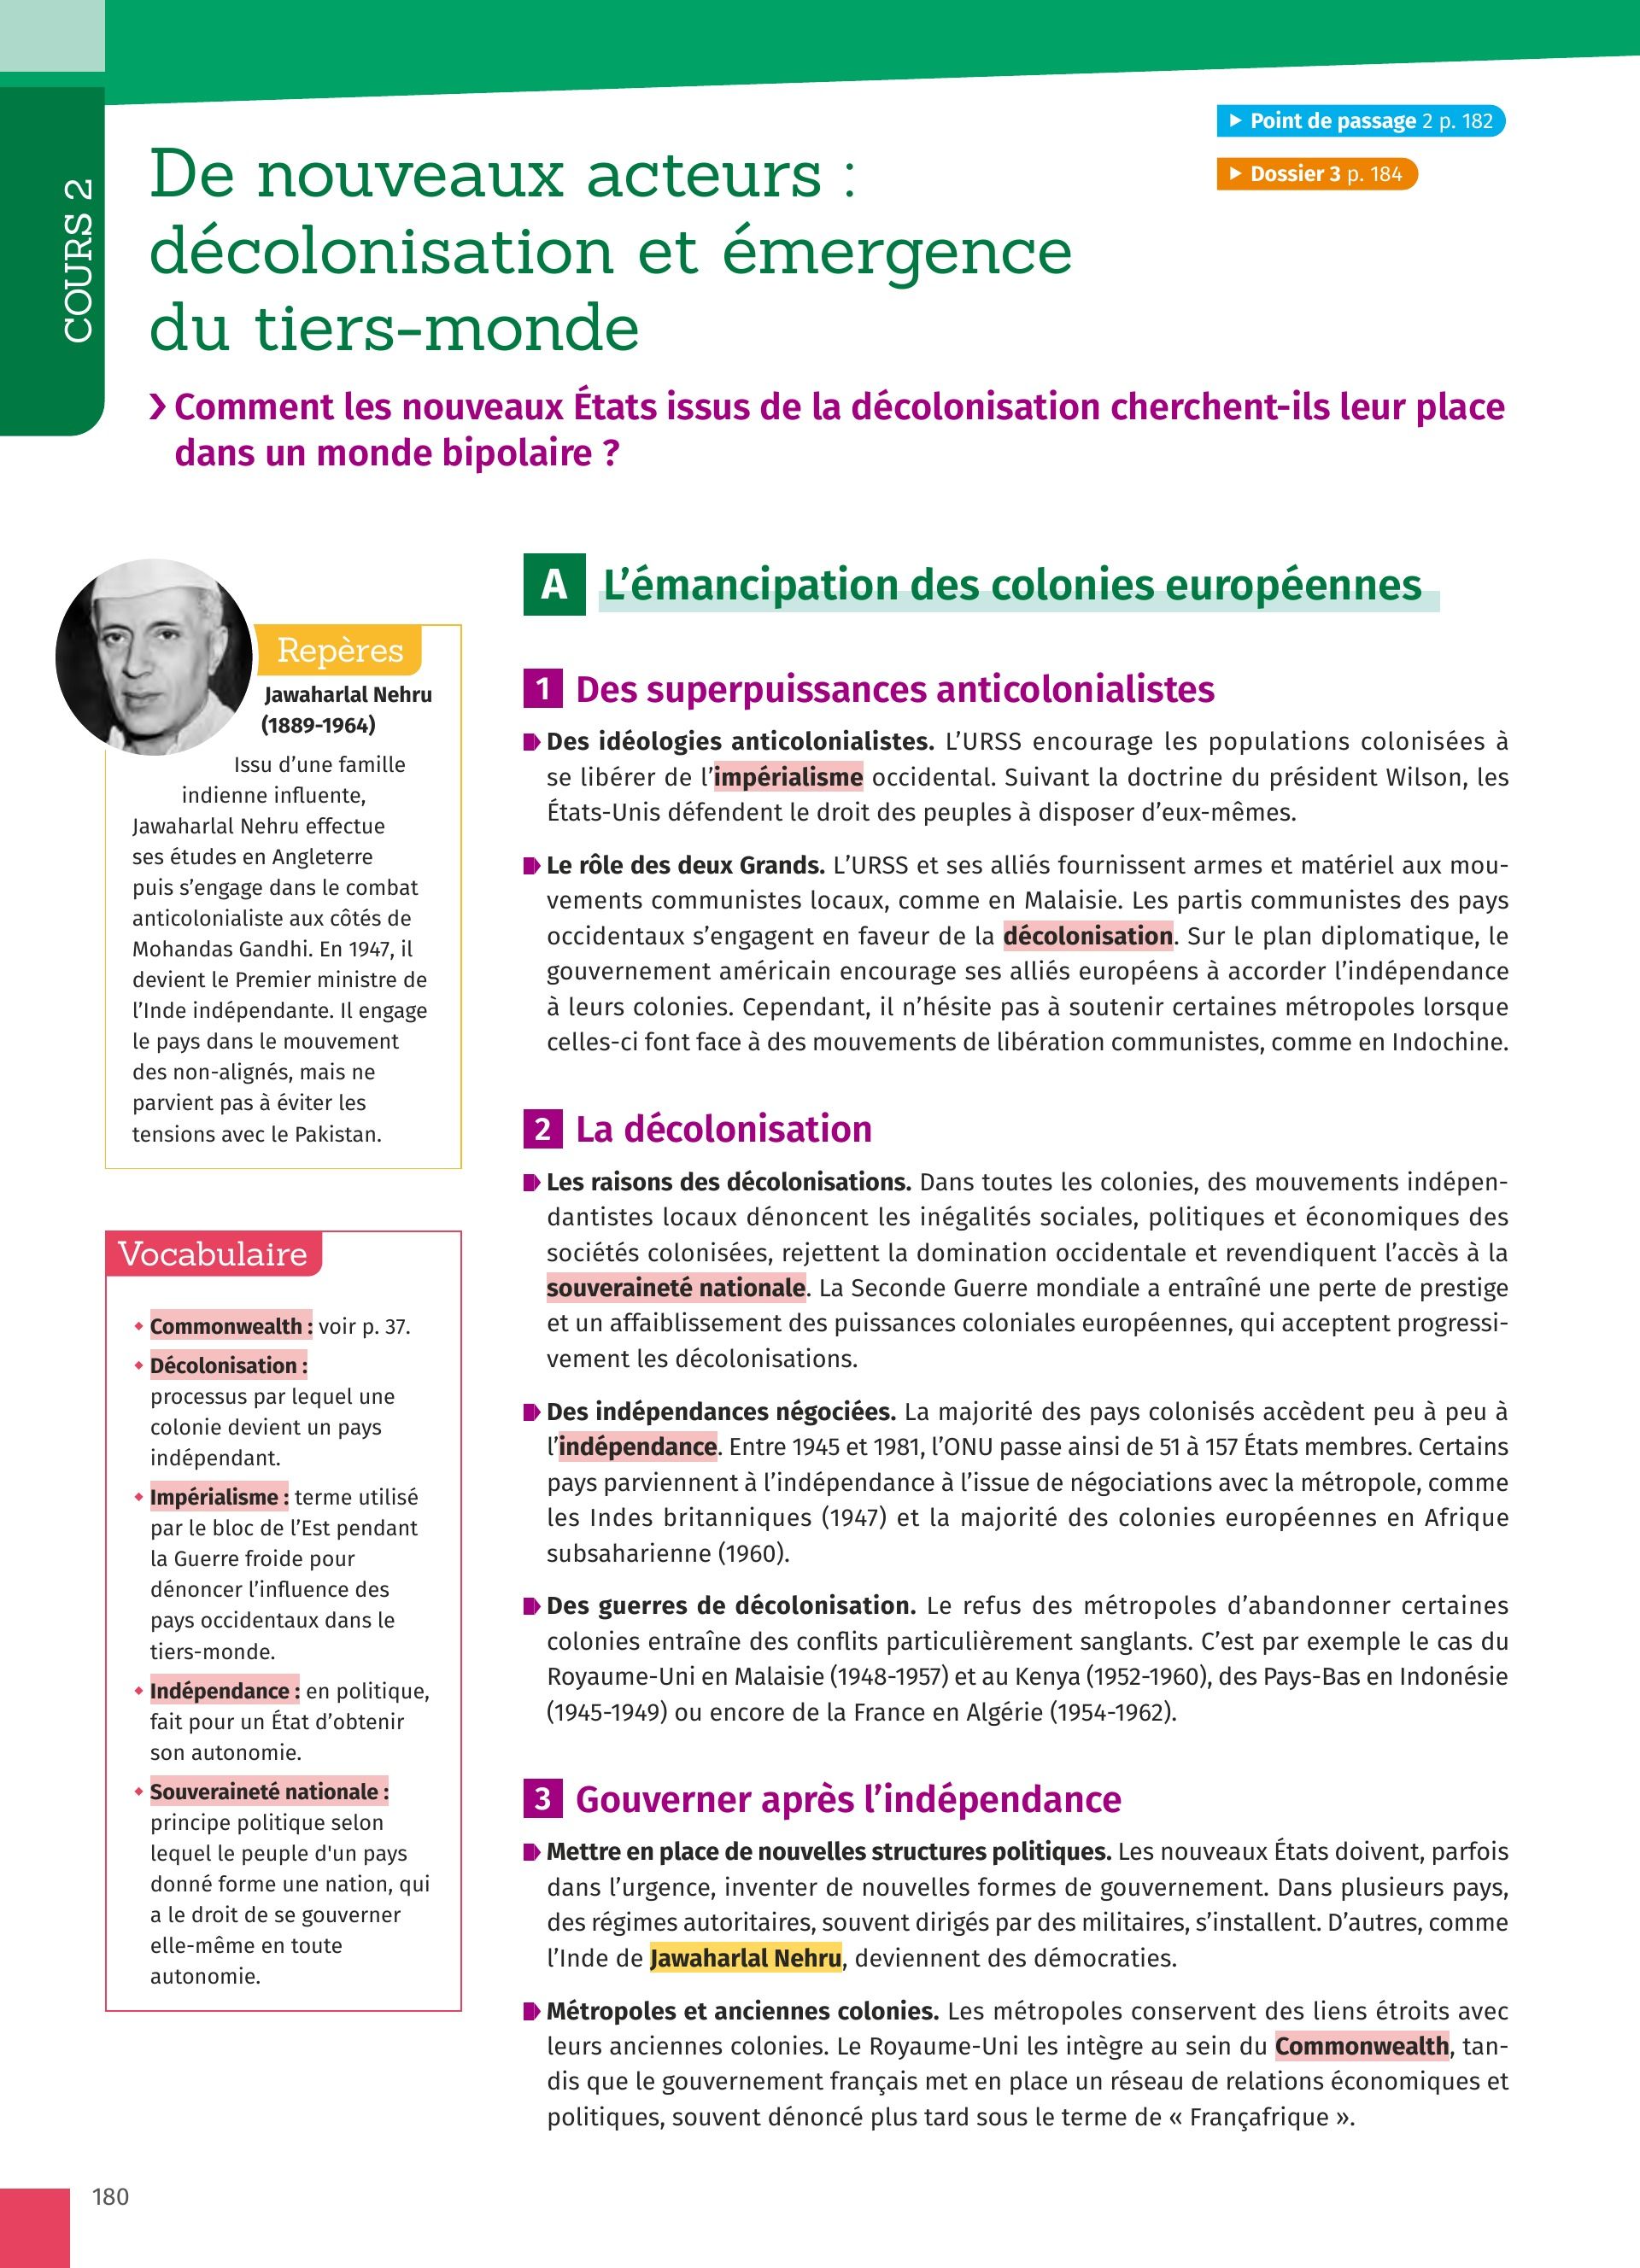 COURS 2
Point de passage 2 p. 182
Dossier 3 p. 184
De nouveaux acteurs :
décolonisation et émergence
du tiers-monde
Comment les nouveaux États issus de la décolonisation cherchent-ils leur place
dans un monde bipolaire ?
Repères
Jawaharlal Nehru
(1889-1964)
Issu d’une famille
indienne influente,
Jawaharlal Nehru effectue
ses études en Angleterre
puis s’engage dans le combat
anticolonialiste aux côtés de
Mohandas Gandhi. En 1947, il
devient le Premier ministre de
l’Inde indépendante. Il engage
le pays dans le mouvement
des non-alignés, mais ne
parvient pas à éviter les
tensions avec le Pakistan.
Vocabulaire
Commonwealth : voir p. 37.
Décolonisation :
processus par lequel une
colonie devient un pays
indépendant.
Impérialisme : terme utilisé
par le bloc de l’Est pendant
la Guerre froide pour
dénoncer l’influence des
pays occidentaux dans le
tiers-monde.
Indépendance : en politique,
fait pour un État d’obtenir
son autonomie.
Souveraineté nationale :
principe politique selon
lequel le peuple d'un pays
donné forme une nation, qui
a le droit de se gouverner
elle-même en toute
autonomie.
A L’émancipation des colonies européennes
1 Des superpuissances anticolonialistes
Des idéologies anticolonialistes. L’URSS encourage les populations colonisées à
se libérer de l’impérialisme occidental. Suivant la doctrine du président Wilson, les
États-Unis défendent le droit des peuples à disposer d’eux-mêmes.
Le rôle des deux Grands. L’URSS et ses alliés fournissent armes et matériel aux mou-
vements communistes locaux, comme en Malaisie. Les partis communistes des pays
occidentaux s’engagent en faveur de la décolonisation. Sur le plan diplomatique, le
gouvernement américain encourage ses alliés européens à accorder l’indépendance
à leurs colonies. Cependant, il n’hésite pas à soutenir certaines métropoles lorsque
celles-ci font face à des mouvements de libération communistes, comme en Indochine.
2 La décolonisation
Les raisons des décolonisations. Dans toutes les colonies, des mouvements indépen-
dantistes locaux dénoncent les inégalités sociales, politiques et économiques des
sociétés colonisées, rejettent la domination occidentale et revendiquent l’accès à la
souveraineté nationale. La Seconde Guerre mondiale a entraîné une perte de prestige
et un affaiblissement des puissances coloniales européennes, qui acceptent progressi-
vement les décolonisations.
Des indépendances négociées. La majorité des pays colonisés accèdent peu à peu à
l’indépendance. Entre 1945 et 1981, l’ONU passe ainsi de 51 à 157 États membres. Certains
pays parviennent à l’indépendance à l’issue de négociations avec la métropole, comme
les Indes britanniques (1947) et la majorité des colonies européennes en Afrique
subsaharienne (1960).
Des guerres de décolonisation. Le refus des métropoles d’abandonner certaines
colonies entraîne des conflits particulièrement sanglants. C’est par exemple le cas du
Royaume-Uni en Malaisie (1948-1957) et au Kenya (1952-1960), des Pays-Bas en Indonésie
(1945-1949) ou encore de la France en Algérie (1954-1962).
3 Gouverner après l’indépendance
Mettre en place de nouvelles structures politiques. Les nouveaux États doivent, parfois
dans l’urgence, inventer de nouvelles formes de gouvernement. Dans plusieurs pays,
des régimes autoritaires, souvent dirigés par des militaires, s’installent. D’autres, comme
l’Inde de Jawaharlal Nehru, deviennent des démocraties.
Métropoles et anciennes colonies. Les métropoles conservent des liens étroits avec
leurs anciennes colonies. Le Royaume-Uni les intègre au sein du Commonwealth, tan-
dis que le gouvernement français met en place un réseau de relations économiques et
politiques, souvent dénoncé plus tard sous le terme de « Françafrique ».
180